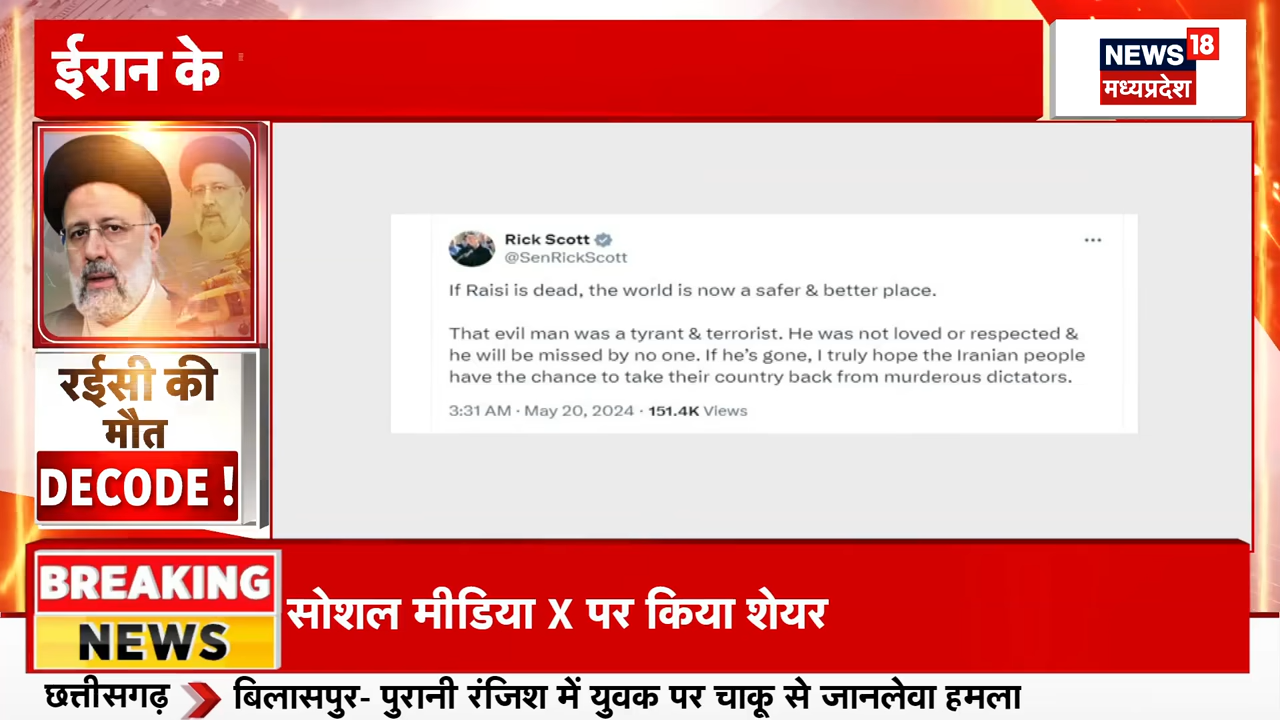 ईरान के
NEWS 18
मध्यप्रदेश
Rick Scott
@SenRickScott
If Raisi is dead, the world is now a safer & better place.
That evil man was a tyrant & terrorist. He was not loved or respected &
he will be missed by no one. If he's gone, I truly hope the Iranian people
have the chance to take their country back from murderous dictators.
3:31 AM · May 20, 2024 · 151.4K Views
रईसी की
मौत
DECODE !
BREAKING
NEWS
सोशल मीडिया X पर किया शेयर
छत्तीसगढ़ बिलासपुर- पुरानी रंजिश में युवक पर चाकू से जानलेवा हमला